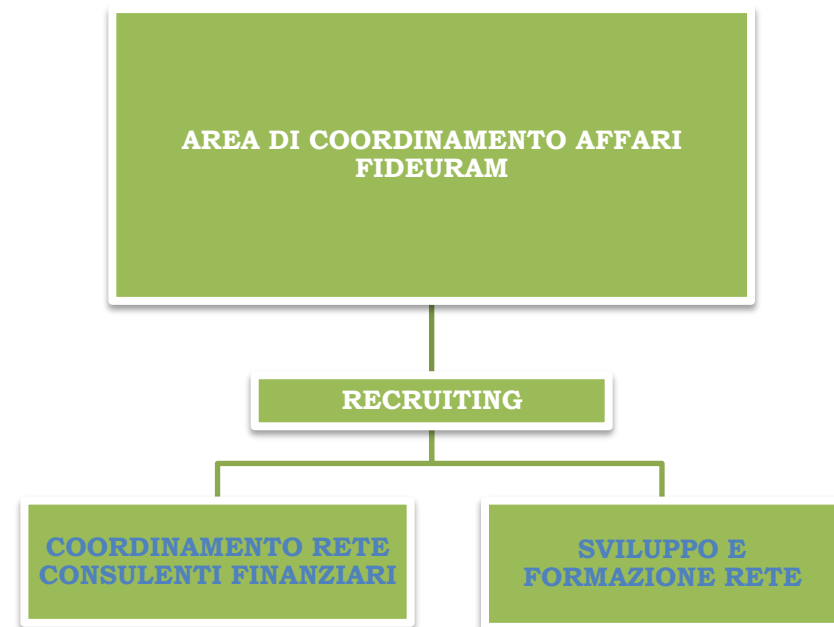 AREA DI COORDINAMENTO AFFARI
FIDEURAM
RECRUITING
COORDINAMENTO RETE
CONSULENTI FINANZIARI
SVILUPPO E
FORMAZIONE RETE